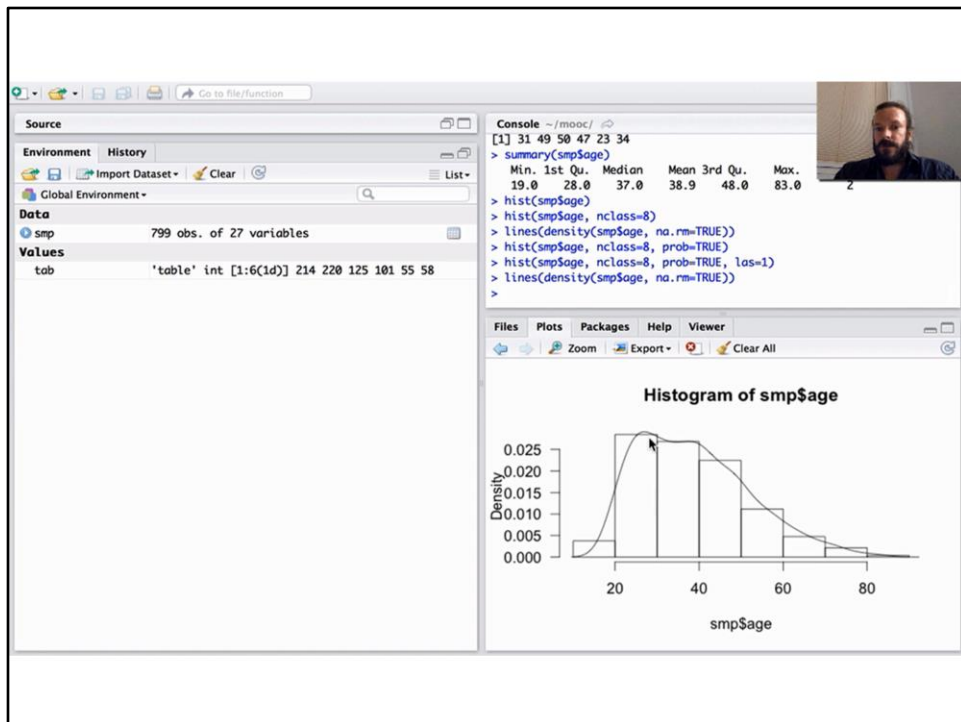 Go to file/function
Source
Environment History
Import Dataset Clear List
Global Environment
Data
smp 799 obs. of 27 variables
Values
tab 'table' int [1:6(1d)] 214 220 125 101 55 58
Console ~/mooc/
[1] 31 49 50 47 23 34
> summary(smp$age)
Min. 1st Qu. Median Mean 3rd Qu. Max.
19.0 28.0 37.0 38.9 48.0 83.0 2
> hist(smp$age)
> hist(smp$age, nclass=8)
> lines(density(smp$age, na.rm=TRUE))
> hist(smp$age, nclass=8, prob=TRUE)
> hist(smp$age, nclass=8, prob=TRUE, las=1)
> lines(density(smp$age, na.rm=TRUE))
>
Files Plots Packages Help Viewer
Zoom Export Clear All
Histogram of smp$age
Density
0.025
0.020
0.015
0.010
0.005
0.000
20 40 60 80
smp$age